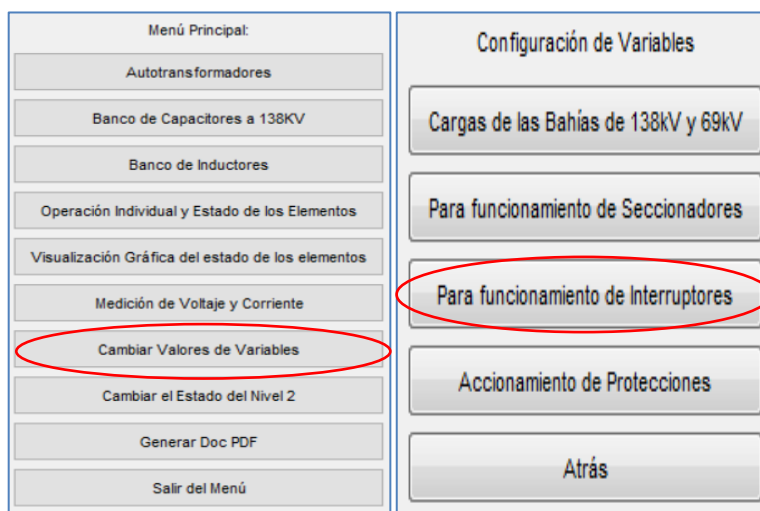 Menú Principal:
Autotransformadores
Banco de Capacitores a 138KV
Banco de Inductores
Operación Individual y Estado de los Elementos
Visualización Gráfica del estado de los elementos
Medición de Voltaje y Corriente
Cambiar Valores de Variables
Cambiar el Estado del Nivel 2
Generar Doc PDF
Salir del Menú
Configuración de Variables
Cargas de las Bahías de 138kV y 69kV
Para funcionamiento de Seccionadores
Para funcionamiento de Interruptores
Accionamiento de Protecciones
Atrás